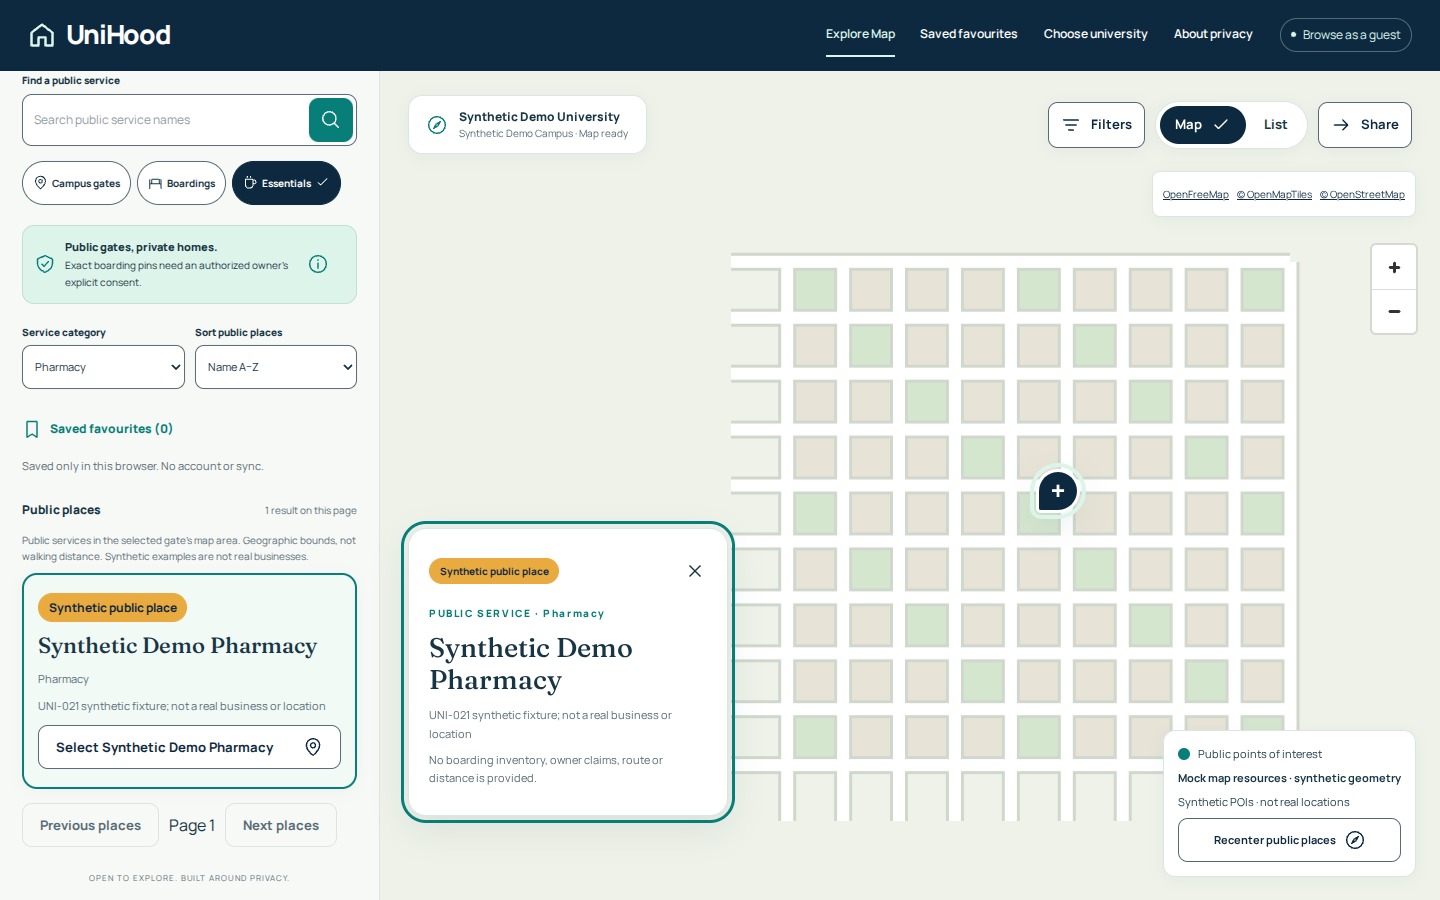 UniHood
Explore Map
Saved favourites
Choose university
About privacy
Browse as a guest
Find a public service
Search public service names
Campus gates
Boardings
Essentials
Public gates, private homes.
Exact boarding pins need an authorized owner's
explicit consent.
Service category
Sort public places
Pharmacy
Name A–Z
Saved favourites (0)
Saved only in this browser. No account or sync.
Public places
1 result on this page
Public services in the selected gate's map area. Geographic bounds, not
walking distance. Synthetic examples are not real businesses.
Synthetic public place
Synthetic Demo Pharmacy
Pharmacy
UNI-021 synthetic fixture; not a real business or location
Select Synthetic Demo Pharmacy
Previous places
Page 1
Next places
OPEN TO EXPLORE. BUILT AROUND PRIVACY.
Synthetic Demo University
Synthetic Demo Campus · Map ready
Filters
Map
List
Share
OpenFreeMap
© OpenMapTiles
© OpenStreetMap
Synthetic public place
PUBLIC SERVICE · Pharmacy
Synthetic Demo
Pharmacy
UNI-021 synthetic fixture; not a real business or
location
No boarding inventory, owner claims, route or
distance is provided.
Public points of interest
Mock map resources · synthetic geometry
Synthetic POIs · not real locations
Recenter public places